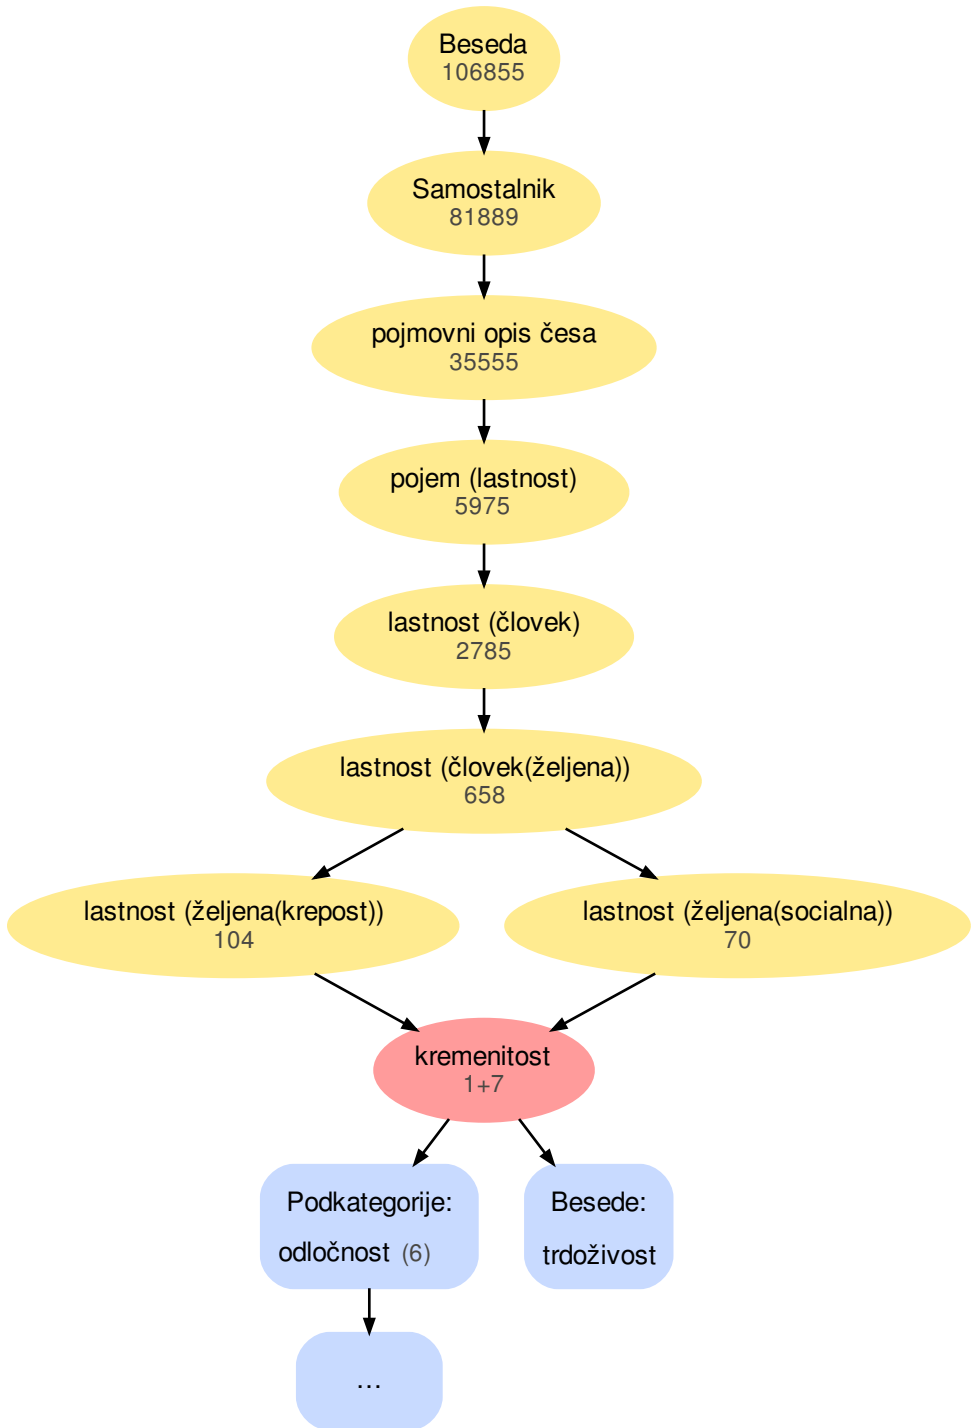 Beseda
106855
Samostalnik
81889
pojmovni opis česa
35555
pojem (lastnost)
5975
lastnost (človek)
2785
lastnost (človek(željena))
658
lastnost (željena(krepost))
104
lastnost (željena(socialna))
70
kremenitost
1+7
Podkategorije:
odločnost (6)
Besede:
trdoživost
...